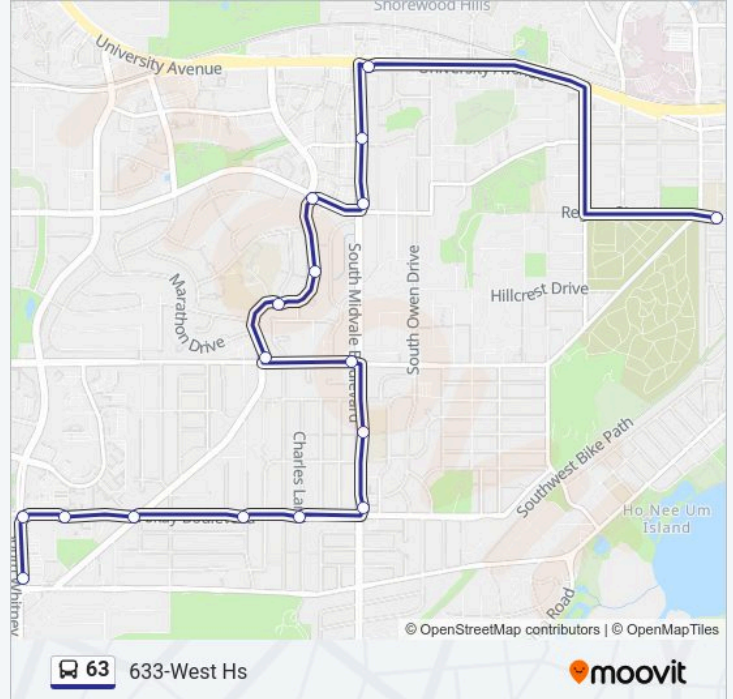 Shorewood Hills
University Avenue
University Avenue
Hillcrest Drive
South Midvale Boulevard
South Owen Drive
Marathon Drive
Charles
Southwest Bike Path
Ho Nee Um
Island
Road
Whitney
© OpenStreetMap contributors | © OpenMapTiles
63
633-West Hs
moovit